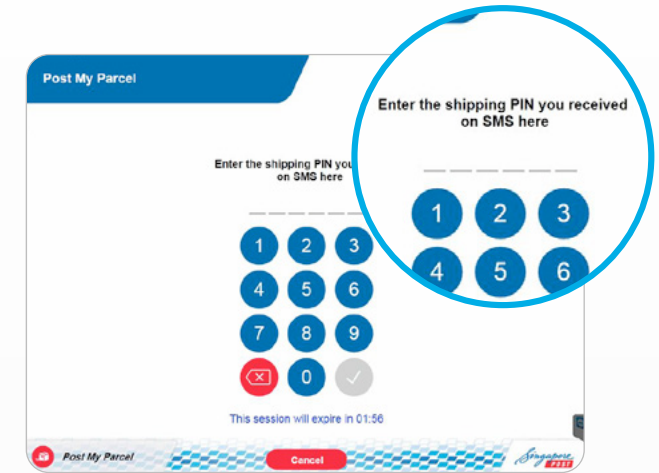 Post My Parcel
Enter the shipping PIN you received
on SMS here
1 2 3
4 5 6
Enter the shipping PIN you
on SMS here
1 2 3
4 5 6
7 8 9
0
This session will expire in 01:56
Post My Parcel
Cancel
Singapore
POST